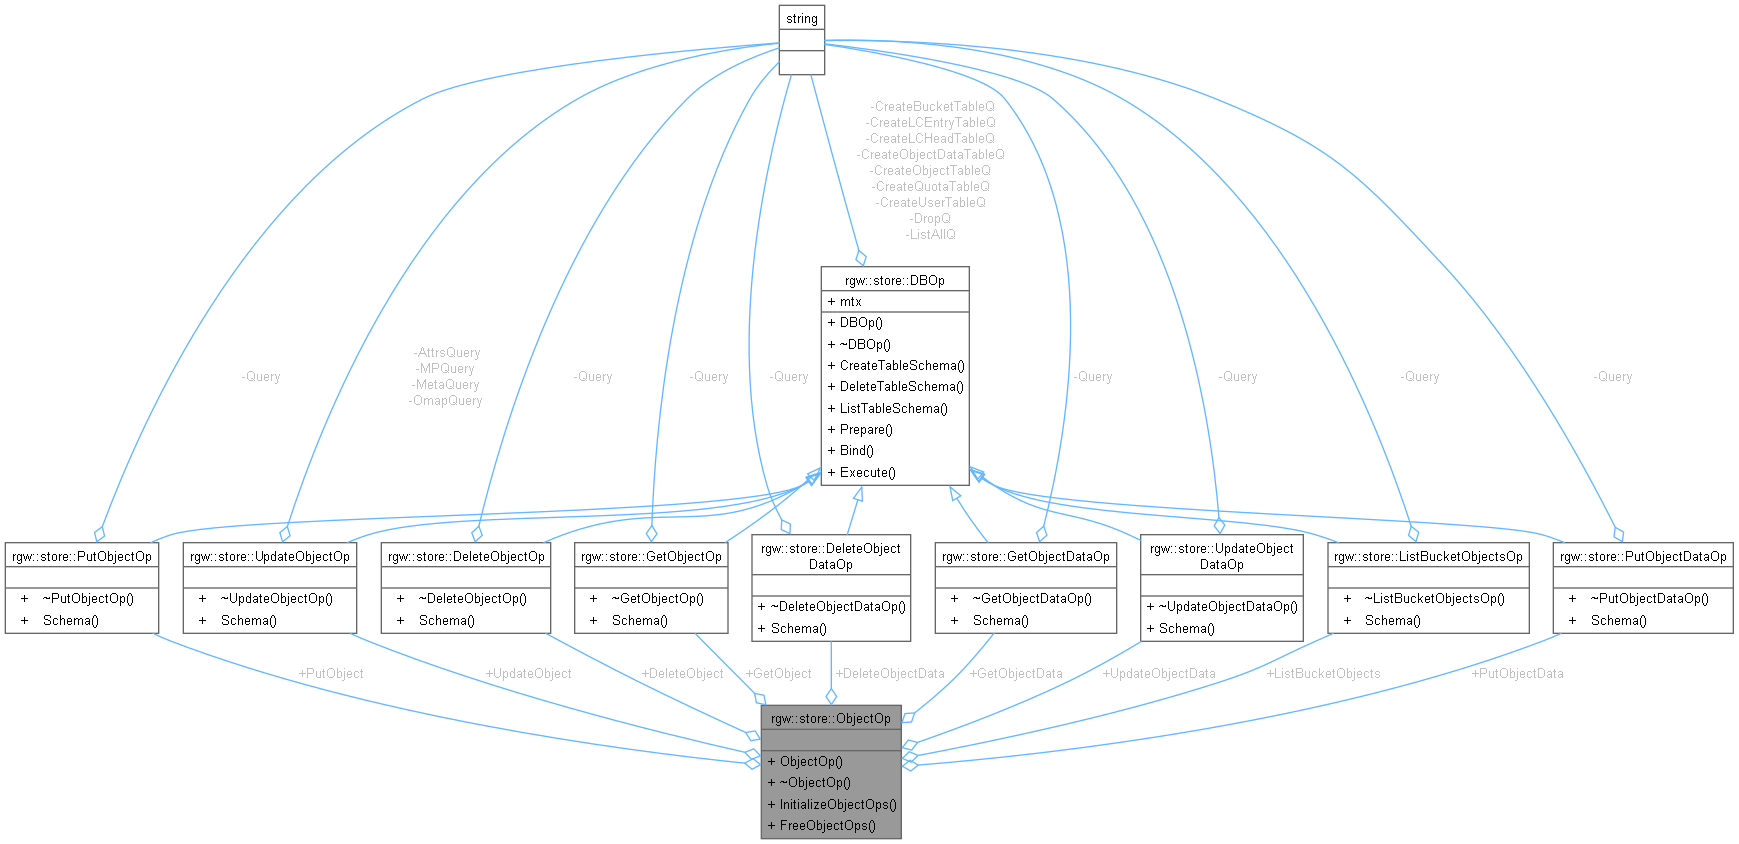 string
-CreateBucketTableQ
-CreateLCEntryTableQ
-CreateLCHeadTableQ
-CreateObjectDataTableQ
-CreateObjectTableQ
-CreateQuotaTableQ
-CreateUserTableQ
-DropQ
-ListAllQ
rgw::store::DBOp
+ mtx
+ DBOp()
+ ~DBOp()
+ CreateTableSchema()
+ DeleteTableSchema()
+ ListTableSchema()
+ Prepare()
+ Bind()
+ Execute()
-Query
-AttrsQuery
-MPQuery
-MetaQuery
-OmapQuery
-Query
-Query
-Query
-Query
-Query
-Query
-Query
rgw::store::PutObjectOp
+ ~PutObjectOp()
+ Schema()
rgw::store::UpdateObjectOp
+ ~UpdateObjectOp()
+ Schema()
rgw::store::DeleteObjectOp
+ ~DeleteObjectOp()
+ Schema()
rgw::store::GetObjectOp
+ ~GetObjectOp()
+ Schema()
rgw::store::DeleteObject
DataOp
+ ~DeleteObjectDataOp()
+ Schema()
rgw::store::GetObjectDataOp
+ ~GetObjectDataOp()
+ Schema()
rgw::store::UpdateObject
DataOp
+ ~UpdateObjectDataOp()
+ Schema()
rgw::store::ListBucketObjectsOp
+ ~ListBucketObjectsOp()
+ Schema()
rgw::store::PutObjectDataOp
+ ~PutObjectDataOp()
+ Schema()
+PutObject
+UpdateObject
+DeleteObject
+GetObject
+DeleteObjectData
+GetObjectData
+UpdateObjectData
+ListBucketObjects
+PutObjectData
rgw::store::ObjectOp
+ ObjectOp()
+ ~ObjectOp()
+ InitializeObjectOps()
+ FreeObjectOps()